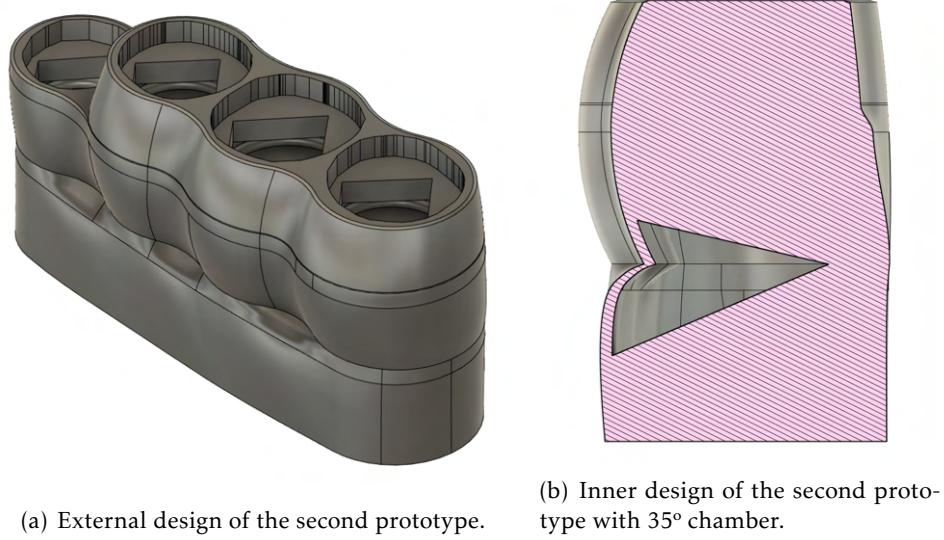 (a) External design of the second prototype.
(b) Inner design of the second proto-
type with 35º chamber.